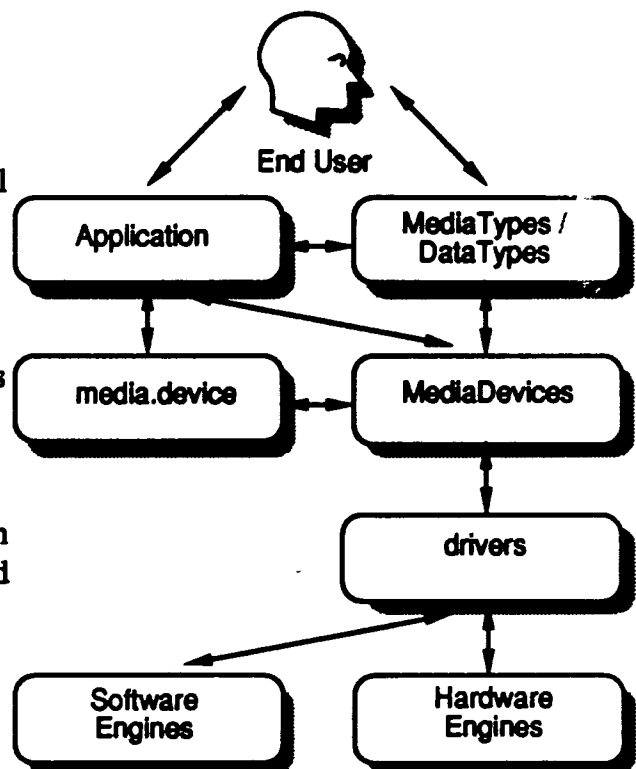 End User
l
Application
MediaTypes /
DataTypes
s
media.device
MediaDevices
n
d
drivers
Software
Engines
Hardware
Engines